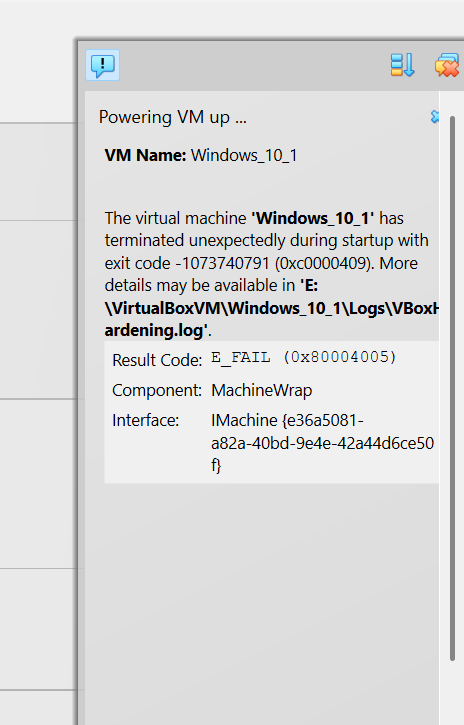 Powering VM up ...
VM Name: Windows_10_1
The virtual machine 'Windows_10_1' has
terminated unexpectedly during startup with
exit code -1073740791 (0xc0000409). More
details may be available in 'E:
\VirtualBoxVM\Windows_10_1\Logs\VBoxH
ardening.log'.
Result Code: E_FAIL (0x80004005)
Component: MachineWrap
Interface: IMachine {e36a5081-
a82a-40bd-9e4e-42a44d6ce50
f}